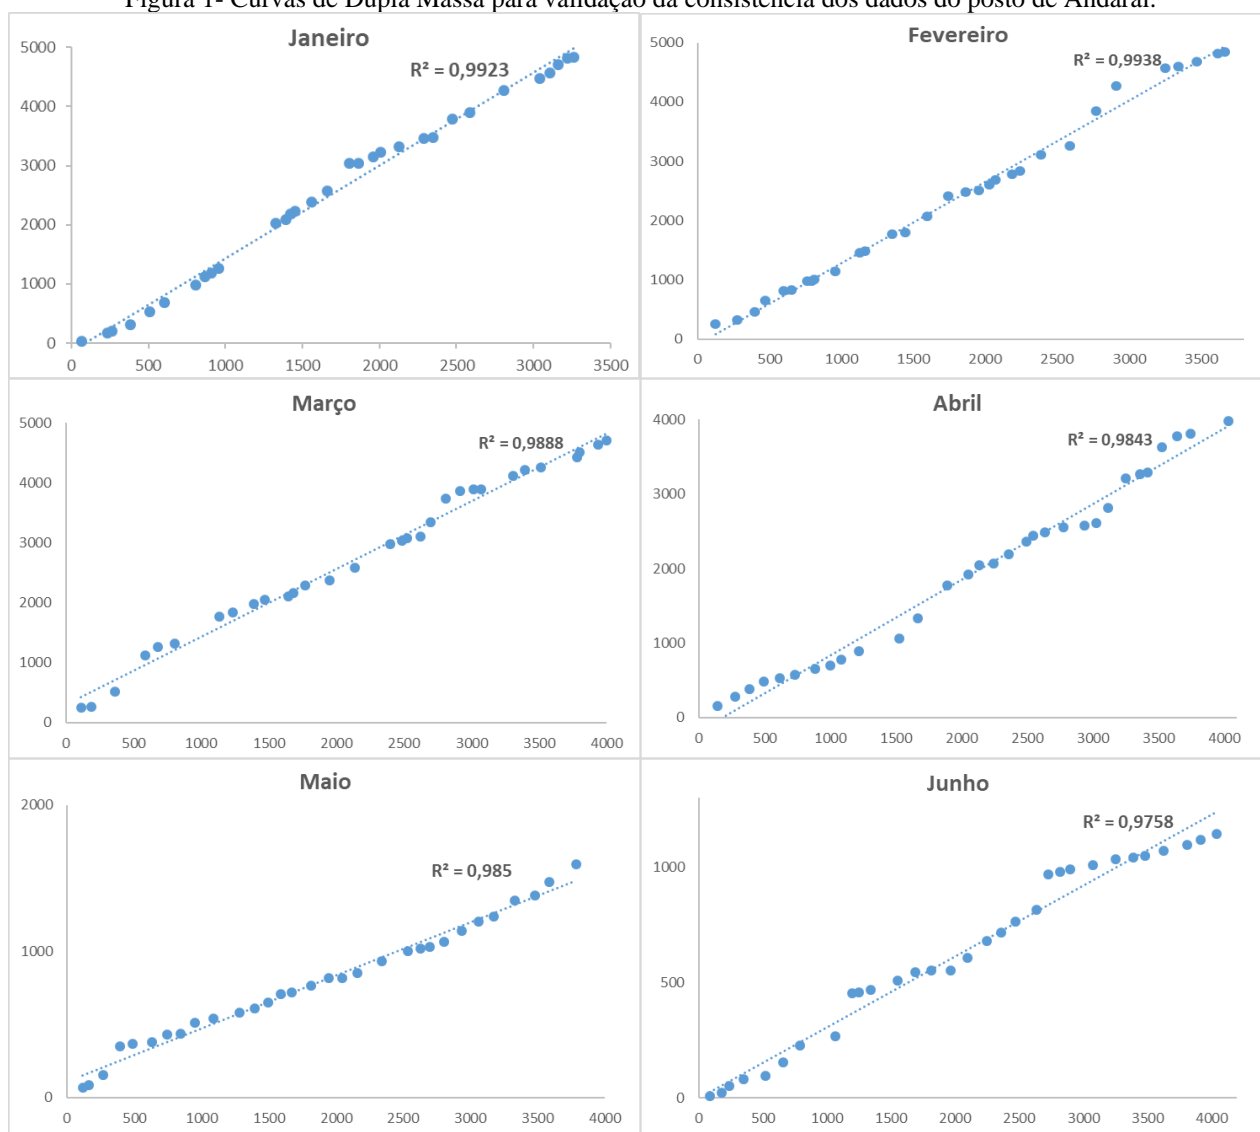 Figura 1- Curvas de Dupla Massa para validação da consistência dos dados do posto de Andaraí.
Janeiro
R² = 0,9923
5000
4000
3000
2000
1000
0
0 500 1000 1500 2000 2500 3000 3500
Fevereiro
R² = 0,9938
5000
4000
3000
2000
1000
0
0 500 1000 1500 2000 2500 3000 3500
Março
R² = 0,9888
5000
4000
3000
2000
1000
0
0 500 1000 1500 2000 2500 3000 3500 4000
Abril
R² = 0,9843
4000
3000
2000
1000
0
0 500 1000 1500 2000 2500 3000 3500 4000
Maio
R² = 0,985
2000
1000
0
0 500 1000 1500 2000 2500 3000 3500 4000
Junho
R² = 0,9758
1000
500
0
0 500 1000 1500 2000 2500 3000 3500 4000